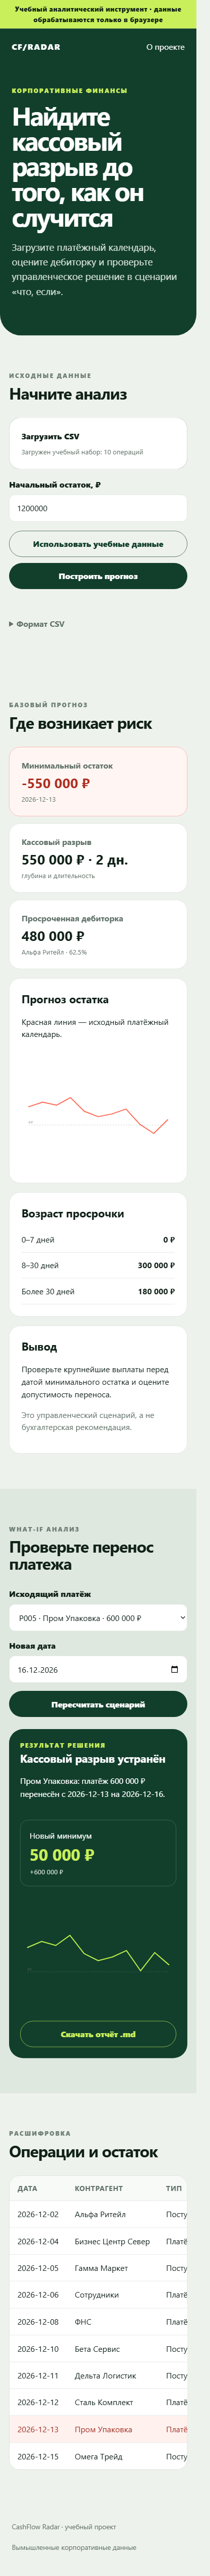 Учебный аналитический инструмент · данные
обрабатываются только в браузере
CF/RADAR
О проекте
КОРПОРАТИВНЫЕ ФИНАНСЫ
Найдите
кассовый
разрыв до
того, как он
случится
Загрузите платёжный календарь,
оцените дебиторку и проверьте
управленческое решение в сценарии
«что, если».
ИСХОДНЫЕ ДАННЫЕ
Начните анализ
Загрузить CSV
Загружен учебный набор: 10 операций
Начальный остаток, ₽
1200000
Использовать учебные данные
Построить прогноз
▶ Формат CSV
БАЗОВЫЙ ПРОГНОЗ
Где возникает риск
Минимальный остаток
-550 000 ₽
2026-12-13
Кассовый разрыв
550 000 ₽ · 2 дн.
глубина и длительность
Просроченная дебиторка
480 000 ₽
Альфа Ритейл · 62.5%
Прогноз остатка
Красная линия — исходный платёжный
календарь.
0 ₽
Возраст просрочки
0–7 дней 0 ₽
8–30 дней 300 000 ₽
Более 30 дней 180 000 ₽
Вывод
Проверьте крупнейшие выплаты перед
датой минимального остатка и оцените
допустимость переноса.
Это управленческий сценарий, а не
бухгалтерская рекомендация.
WHAT-IF АНАЛИЗ
Проверьте перенос
платежа
Исходящий платёж
P005 · Пром Упаковка · 600 000 ₽
Новая дата
16.12.2026
Пересчитать сценарий
РЕЗУЛЬТАТ РЕШЕНИЯ
Кассовый разрыв устранён
Пром Упаковка: платёж 600 000 ₽
перенесён с 2026-12-13 на 2026-12-16.
Новый минимум
50 000 ₽
+600 000 ₽
Скачать отчёт .md
РАСШИФРОВКА
Операции и остаток
ДАТА КОНТРАГЕНТ ТИП
2026-12-02 Альфа Ритейл Посту
2026-12-04 Бизнес Центр Север Платё
2026-12-05 Гамма Маркет Посту
2026-12-06 Сотрудники Платё
2026-12-08 ФНС Платё
2026-12-10 Бета Сервис Посту
2026-12-11 Дельта Логистик Посту
2026-12-12 Сталь Комплект Платё
2026-12-13 Пром Упаковка Платё
2026-12-15 Омега Трейд Посту
CashFlow Radar · учебный проект
Вымышленные корпоративные данные